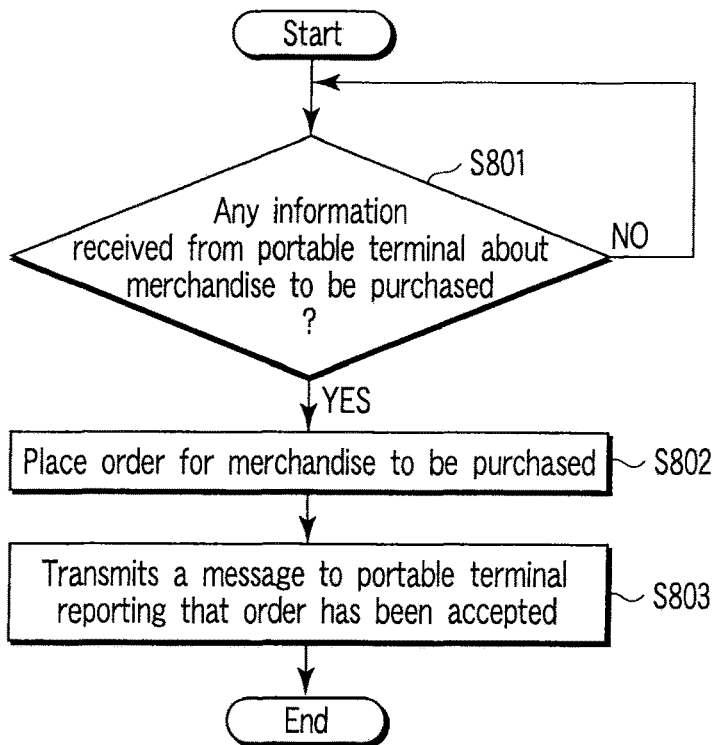 Start
S801
Any information
received from portable terminal about
merchandise to be purchased
?
NO
YES
Place order for merchandise to be purchased
S802
Transmits a message to portable terminal
reporting that order has been accepted
S803
End